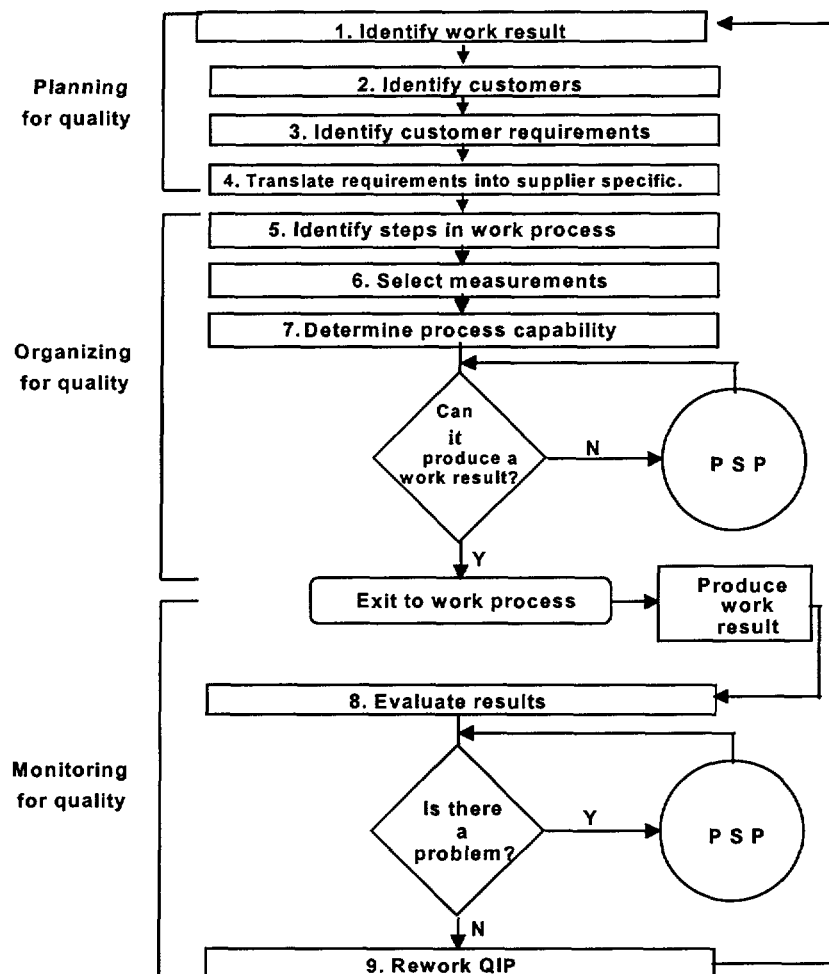 1. Identify work result
Planning
for quality
2. Identify customers
3. Identify customer requirements
4. Translate requirements into supplier specific.
5. Identify steps in work process
6. Select measurements
7. Determine process capability
Organizing
for quality
Can
it
produce a
work result?
N
P S P
Y
Exit to work process
Produce
work
result
8. Evaluate results
Monitoring
for quality
Is there
a
problem?
Y
P S P
N
9. Rework QIP